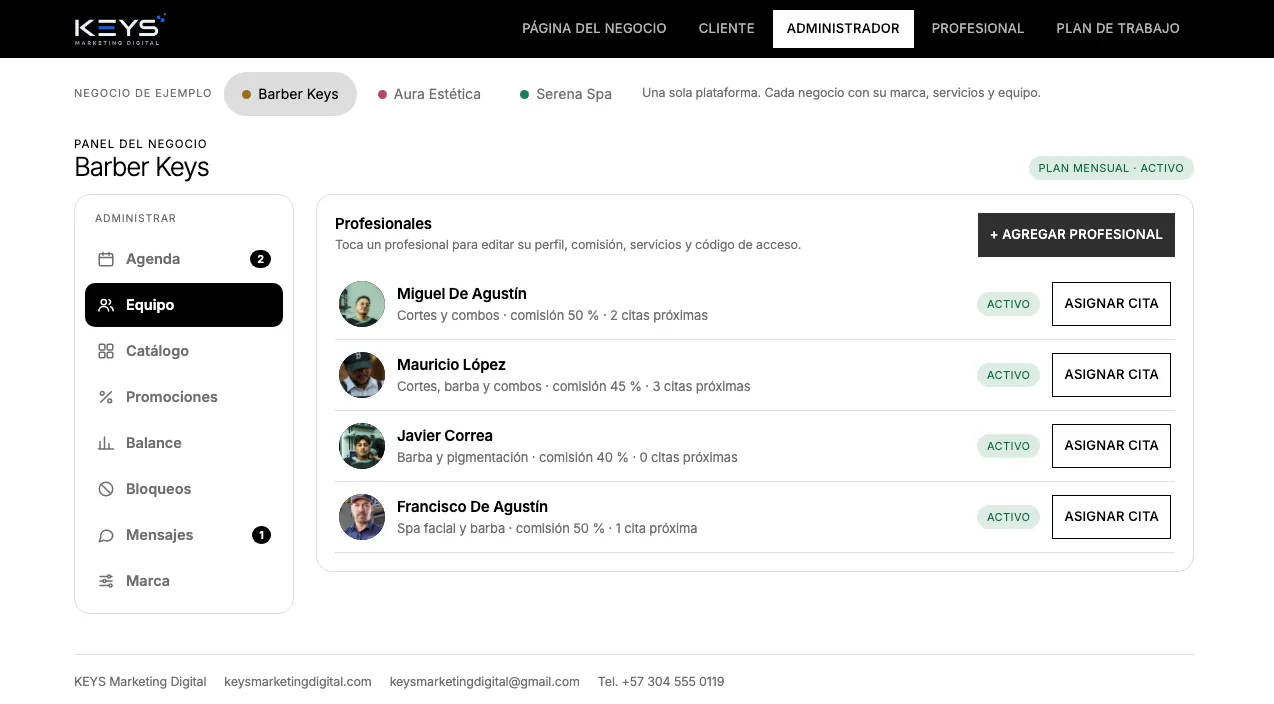 KEYS
MARKETING DIGITAL
PÁGINA DEL NEGOCIO
CLIENTE
ADMINISTRADOR
PROFESIONAL
PLAN DE TRABAJO
NEGOCIO DE EJEMPLO
Barber Keys
Aura Estética
Serena Spa
Una sola plataforma. Cada negocio con su marca, servicios y equipo.
PANEL DEL NEGOCIO
Barber Keys
PLAN MENSUAL · ACTIVO
ADMINISTRAR
Agenda 2
Equipo
Catálogo
Promociones
Balance
Bloqueos
Mensajes 1
Marca
Profesionales
Toca un profesional para editar su perfil, comisión, servicios y código de acceso.
+ AGREGAR PROFESIONAL
Miguel De Agustín
Cortes y combos · comisión 50 % · 2 citas próximas
ACTIVO
ASIGNAR CITA
Mauricio López
Cortes, barba y combos · comisión 45 % · 3 citas próximas
ACTIVO
ASIGNAR CITA
Javier Correa
Barba y pigmentación · comisión 40 % · 0 citas próximas
ACTIVO
ASIGNAR CITA
Francisco De Agustín
Spa facial y barba · comisión 50 % · 1 cita próxima
ACTIVO
ASIGNAR CITA
KEYS Marketing Digital
keysmarketingdigital.com
keysmarketingdigital@gmail.com
Tel. +57 304 555 0119